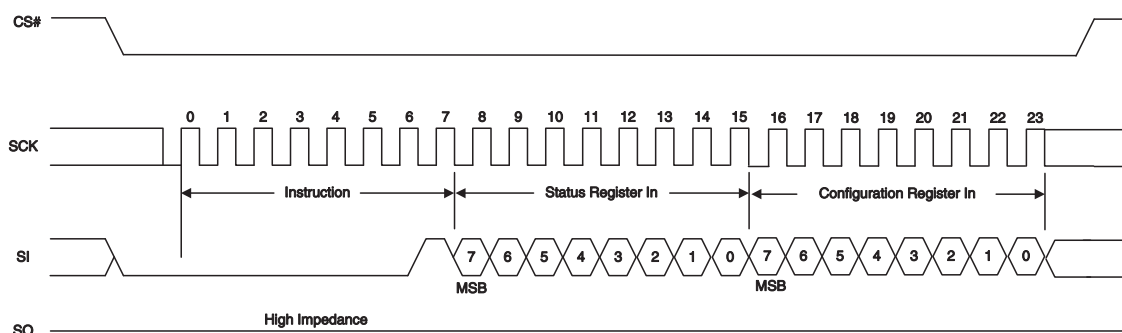 CS#
0 1 2 3 4 5 6 7 8 9 10 11 12 13 14 15 16 17 18 19 20 21 22 23
SCK
Instruction Status Register In Configuration Register In
SI 7 6 5 4 3 2 1 0 7 6 5 4 3 2 1 0
MSB MSB
High Impedance
SO